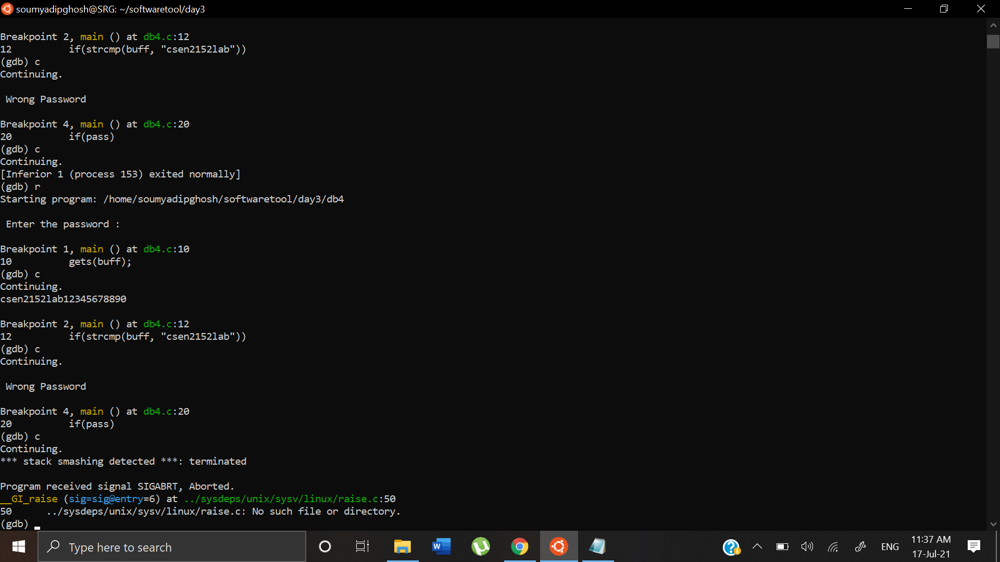 soumyadipghosh@SRG: ~/softwaretool/day3
Breakpoint 2, main () at db4.c:12
12          if(strcmp(buff, "csen2152lab"))
(gdb) c
Continuing.
 Wrong Password
Breakpoint 4, main () at db4.c:20
20          if(pass)
(gdb) c
Continuing.
[Inferior 1 (process 153) exited normally]
(gdb) r
Starting program: /home/soumyadipghosh/softwaretool/day3/db4
 Enter the password :
Breakpoint 1, main () at db4.c:10
10          gets(buff);
(gdb) c
Continuing.
csen2152lab12345678890
Breakpoint 2, main () at db4.c:12
12          if(strcmp(buff, "csen2152lab"))
(gdb) c
Continuing.
 Wrong Password
Breakpoint 4, main () at db4.c:20
20          if(pass)
(gdb) c
Continuing.
*** stack smashing detected ***: terminated
Program received signal SIGABRT, Aborted.
__GI_raise (sig=sig@entry=6) at ../sysdeps/unix/sysv/linux/raise.c:50
50      ../sysdeps/unix/sysv/linux/raise.c: No such file or directory.
(gdb)
Type here to search
ENG
11:37 AM
17-Jul-21